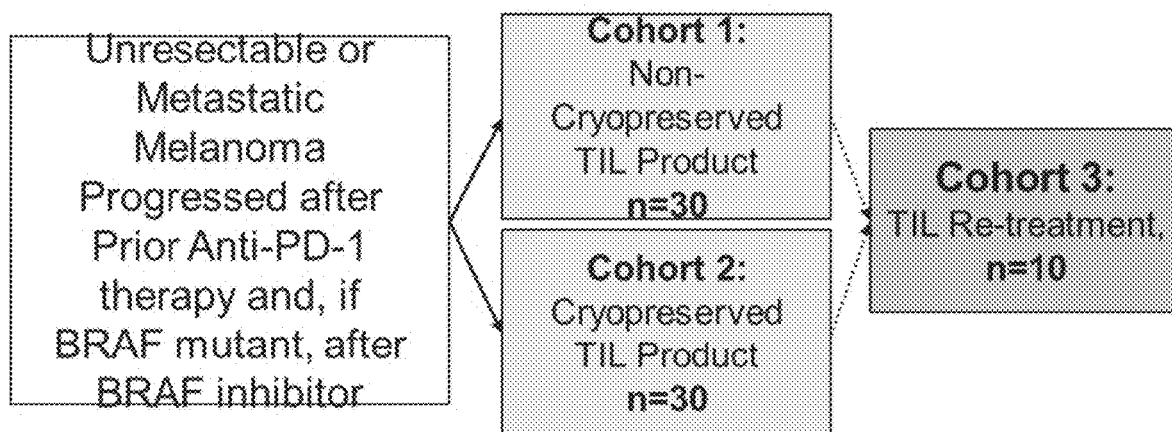 Unresectable or
Metastatic
Melanoma
Progressed after
Prior Anti-PD-1
therapy and, if
BRAF mutant, after
BRAF inhibitor
Cohort 1:
Non-
Cryopreserved
TIL Product
n=30
Cohort 2:
Cryopreserved
TIL Product
n=30
Cohort 3:
TIL Re-treatment,
n=10